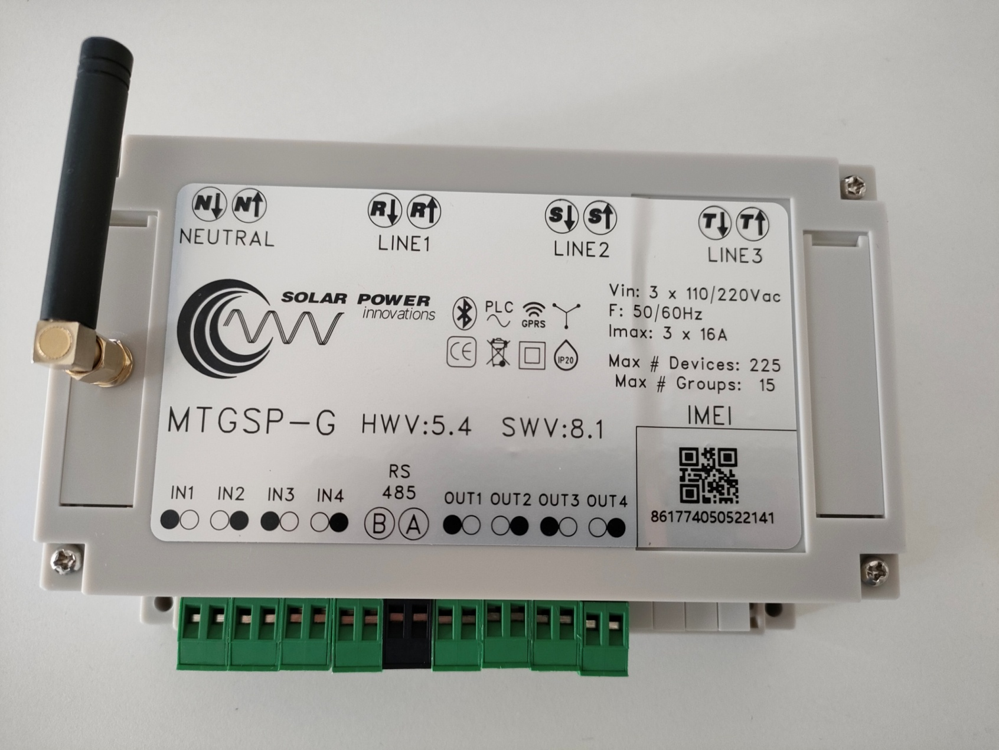 N↓ N↑ R↓ R↑ S↓ S↑ T↓ T↑
NEUTRAL LINE1 LINE2 LINE3
SOLAR POWER
innovations
PLC
GPRS
CE
IP20
Vin: 3 x 110/220Vac
F: 50/60Hz
Imax: 3 x 16A
Max # Devices: 225
Max # Groups: 15
MTGSP-G HWV:5.4 SWV:8.1
IMEI
861774050522141
RS
485
IN1 IN2 IN3 IN4 OUT1 OUT2 OUT3 OUT4
B A